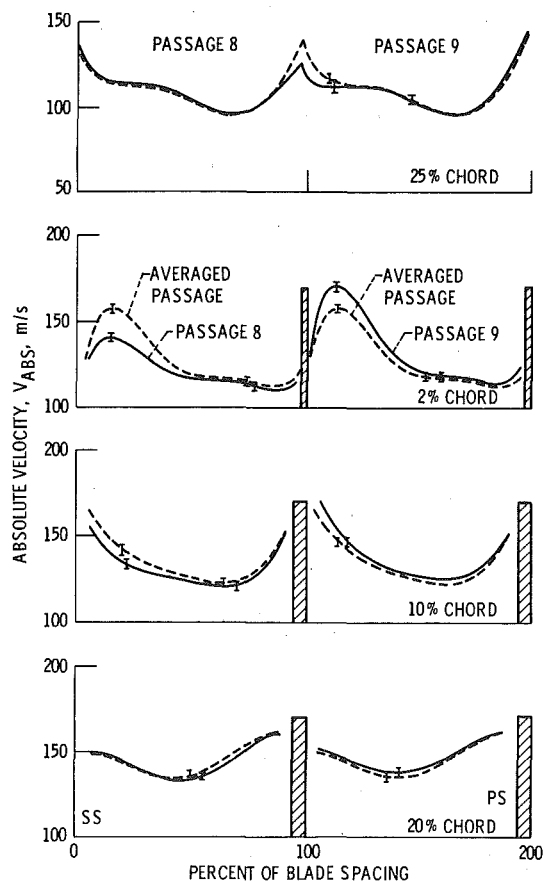 150
PASSAGE 8
PASSAGE 9
100
50
25% CHORD
200
AVERAGED PASSAGE
AVERAGED PASSAGE
150
PASSAGE 8
PASSAGE 9
100
2% CHORD
ABSOLUTE VELOCITY, VABS, m/s
200
150
100
10% CHORD
200
150
SS
PS
100
20% CHORD
0
100
200
PERCENT OF BLADE SPACING